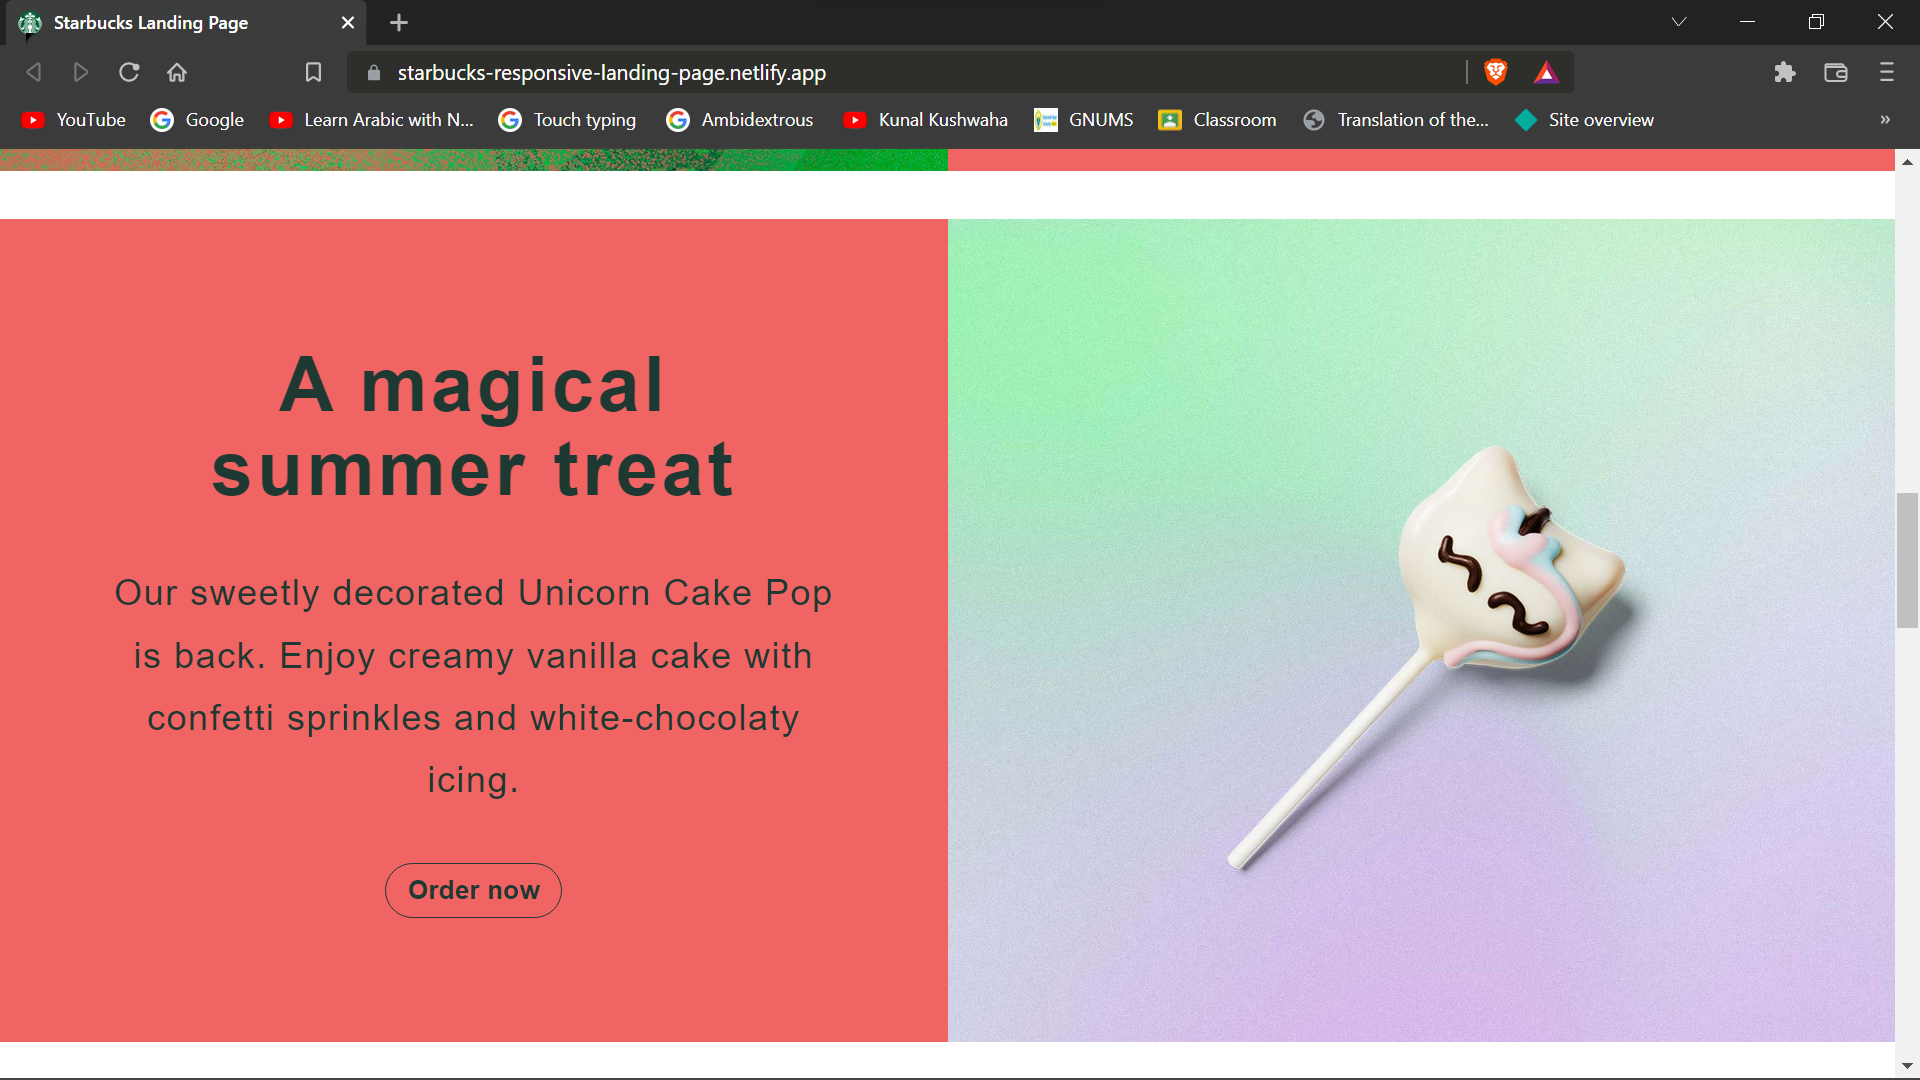 Starbucks Landing Page
starbucks-responsive-landing-page.netlify.app
YouTube Google Learn Arabic with N... Touch typing Ambidextrous Kunal Kushwaha GNUMS Classroom Translation of the... Site overview »
A magical
summer treat
Our sweetly decorated Unicorn Cake Pop
is back. Enjoy creamy vanilla cake with
confetti sprinkles and white-chocolaty
icing.
Order now